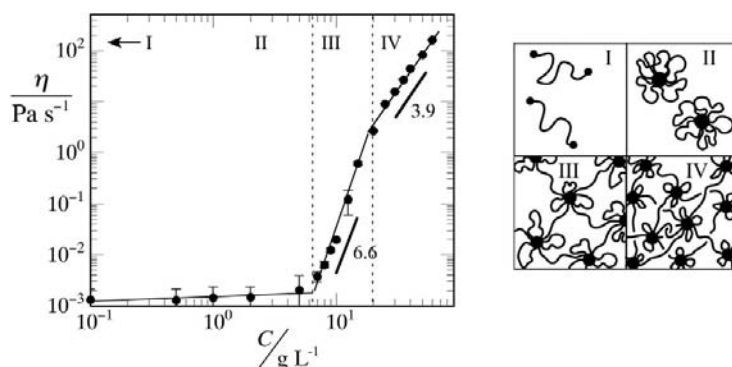 10²
10⁰
10⁻¹
10⁻²
10⁻³
η
Pa s⁻¹
← I II III IV
3.9
6.6
10⁻¹ 10⁰ 10¹
C/g L⁻¹
I II
III IV